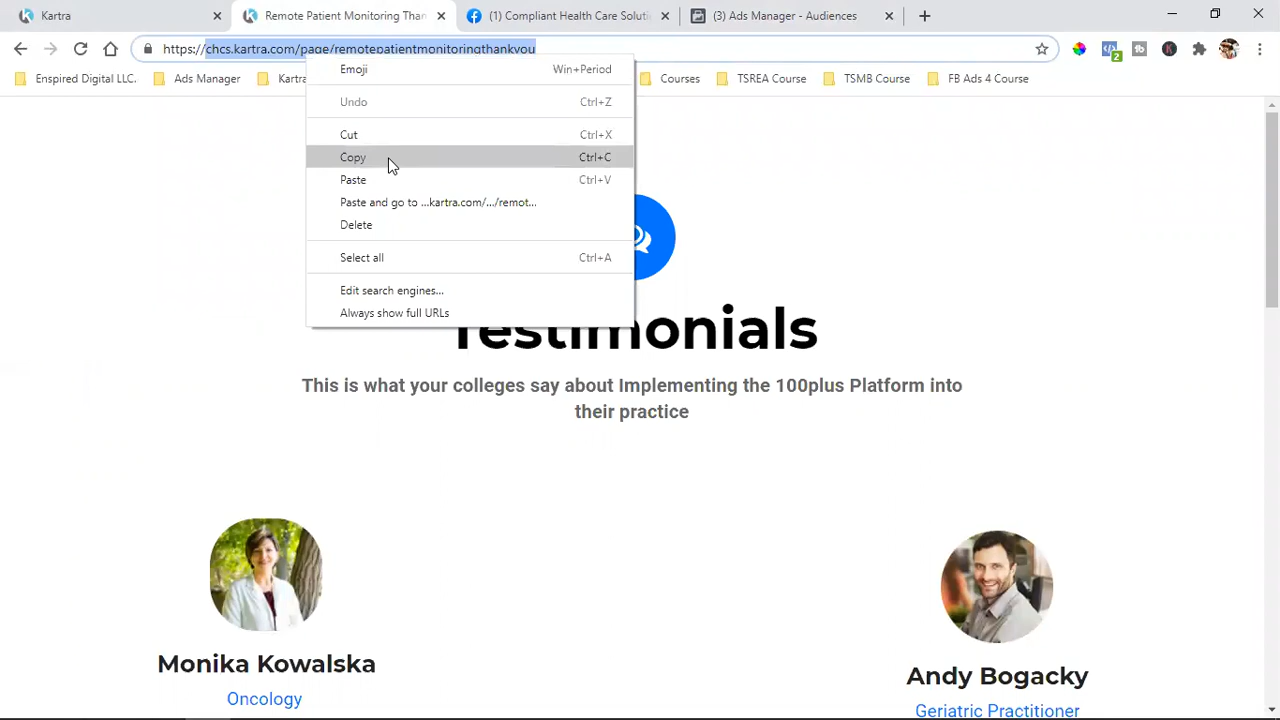 Kartra
Remote Patient Monitoring Than
(1) Compliant Health Care Soluti
(3) Ads Manager - Audiences
https://chcs.kartra.com/page/remotepatientmonitoringthankyou
2
Enspired Digital LLC.
Ads Manager
Kartra
Courses
TSREA Course
TSMB Course
FB Ads 4 Course
Emoji Win+Period
Undo Ctrl+Z
Cut Ctrl+X
Copy Ctrl+C
Paste Ctrl+V
Paste and go to ...kartra.com/.../remot...
Delete
Select all Ctrl+A
Edit search engines...
Always show full URLs
Testimonials
This is what your colleges say about Implementing the 100plus Platform into
their practice
Monika Kowalska
Oncology
Andy Bogacky
Geriatric Practitioner